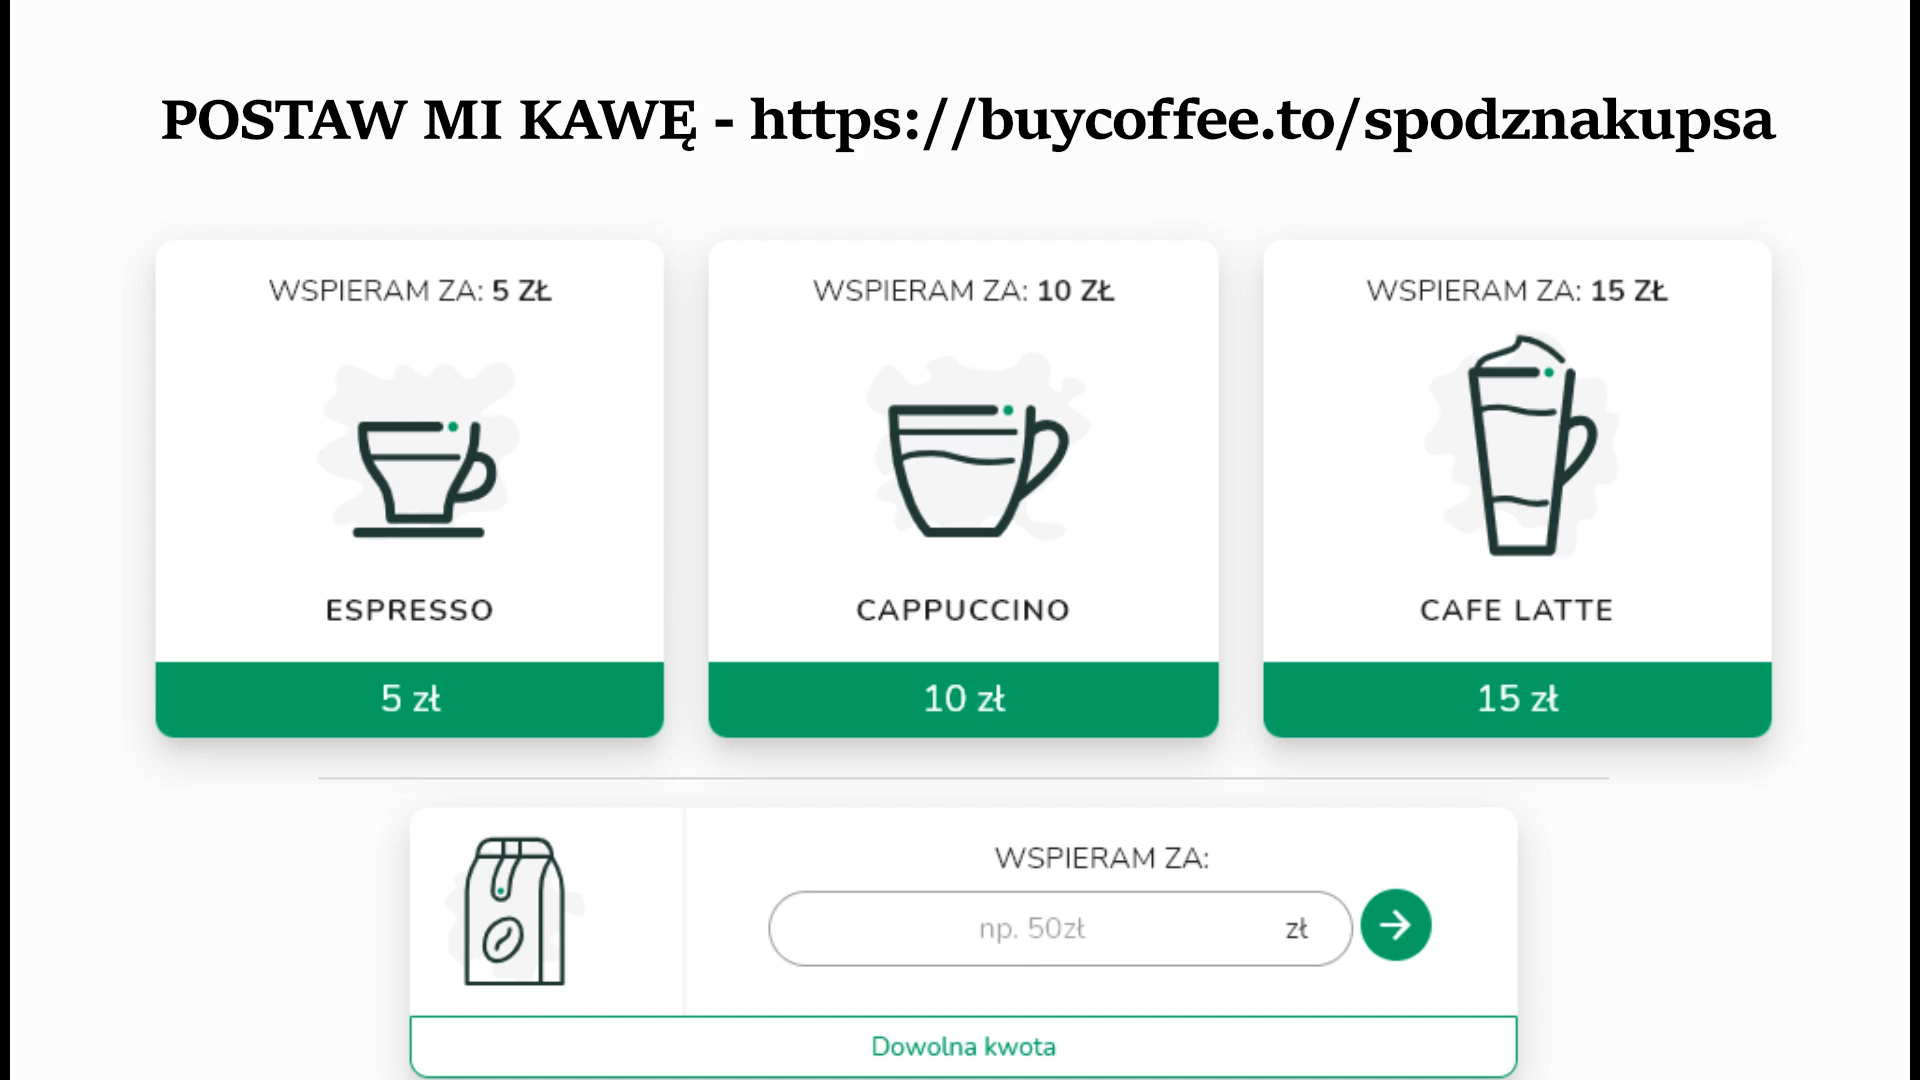 POSTAW MI KAWĘ - https://buycoffee.to/spodznakupsa
WSPIERAM ZA: 5 ZŁ
ESPRESSO
5 zł
WSPIERAM ZA: 10 ZŁ
CAPPUCCINO
10 zł
WSPIERAM ZA: 15 ZŁ
CAFE LATTE
15 zł
WSPIERAM ZA:
np. 50zł zł
Dowolna kwota